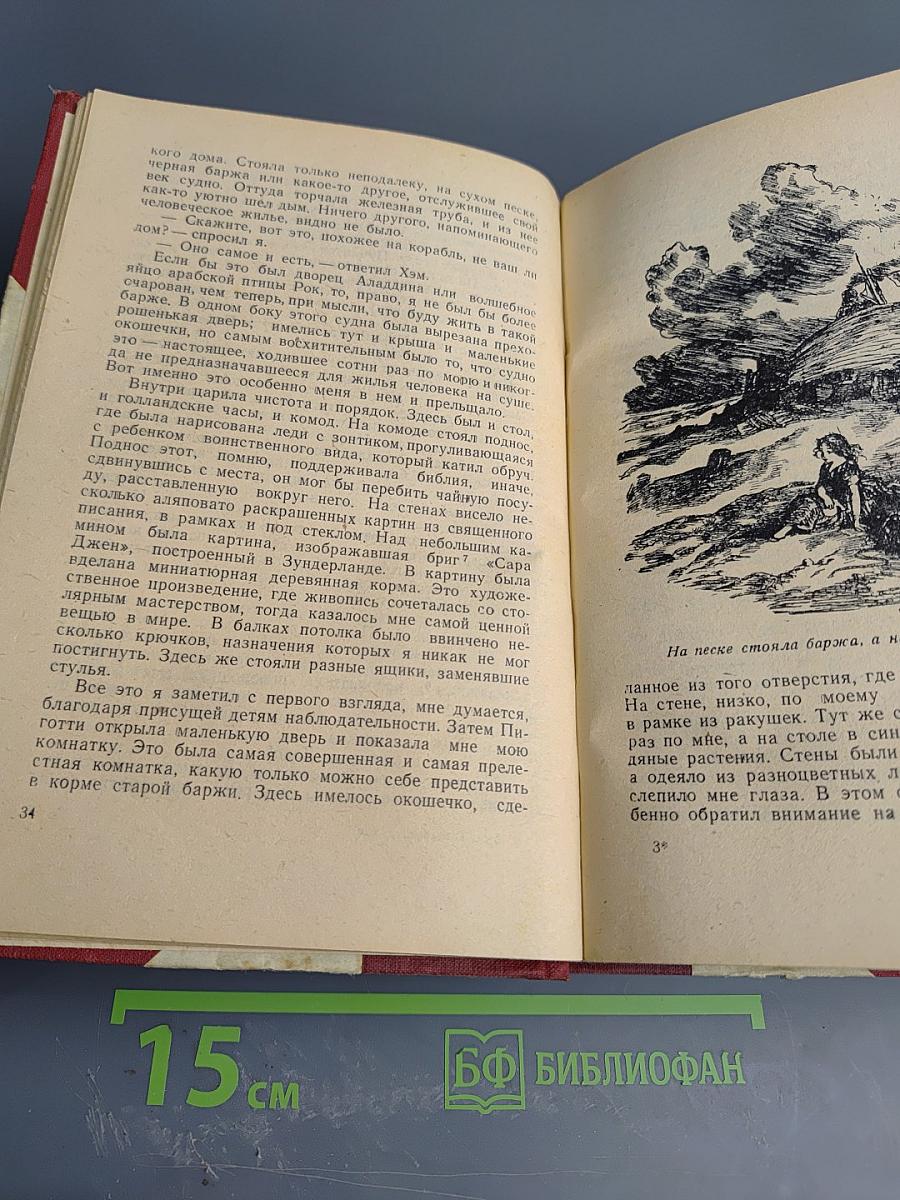 кого дома. Стояла только неподалеку, на сухом песке,
черная баржа или какое-то другое, отслужившее свой
век судно. Оттуда торчала железная труба, и из нее
как-то уютно шел дым. Ничего другого, напоминающего
человеческое жилье, видно не было.
— Скажите, вот это, похожее на корабль, не ваш ли
дом? — спросил я.
— Оно самое и есть, — ответил Хэм.
Если бы это был дворец Аладдина или волшебное
яйцо арабской птицы Рок, то, право, я не был бы более
очарован, чем теперь, при мысли, что буду жить в такой
барже. В одном боку этого судна была вырезана прехо-
рошенькая дверь; имелись тут и крыша и маленькие
окошечки, но самым восхитительным было то, что судно
это — настоящее, ходившее сотни раз по морю и никог-
да не предназначавшееся для жилья человека на суше.
Вот именно это особенно меня в нем и прельщало.
Внутри царила чистота и порядок. Здесь был и стол,
и голландские часы, и комод. На комоде стоял поднос,
где была нарисована леди с зонтиком, прогуливающаяся
с ребенком воинственного вида, который катил обруч.
Поднос этот, помню, поддерживала библия, иначе,
сдвинувшись с места, он мог бы перебить чайную посу-
ду, расставленную вокруг него. На стенах висело не-
сколько аляповато раскрашенных картин из священного
писания, в рамках и под стеклом. Над небольшим ка-
мином была картина, изображавшая бриг⁷ «Сара
Джен», построенный в Зундерланде. В картину была
вделана миниатюрная деревянная корма. Это художе-
ственное произведение, где живопись сочеталась со сто-
лярным мастерством, тогда казалось мне самой ценной
вещью в мире. В балках потолка было ввинчено не-
сколько крючков, назначения которых я никак не мог
постигнуть. Здесь же стояли разные ящики, заменявшие
стулья.
Все это я заметил с первого взгляда, мне думается,
благодаря присущей детям наблюдательности. Затем Пи-
готти открыла маленькую дверь и показала мне мою
комнатку. Это была самая совершенная и самая преле-
стная комнатка, какую только можно себе представить
в корме старой баржи. Здесь имелось окошечко, сде-
34
На песке стояла баржа, а н
ланное из того отверстия, где
На стене, низко, по моему
в рамке из ракушек. Тут же с
раз по мне, а на столе в син
дяные растения. Стены были
а одеяло из разноцветных л
слепило мне глаза. В этом
бенно обратил внимание на
3*
15 см
БФ БИБЛИОФАН